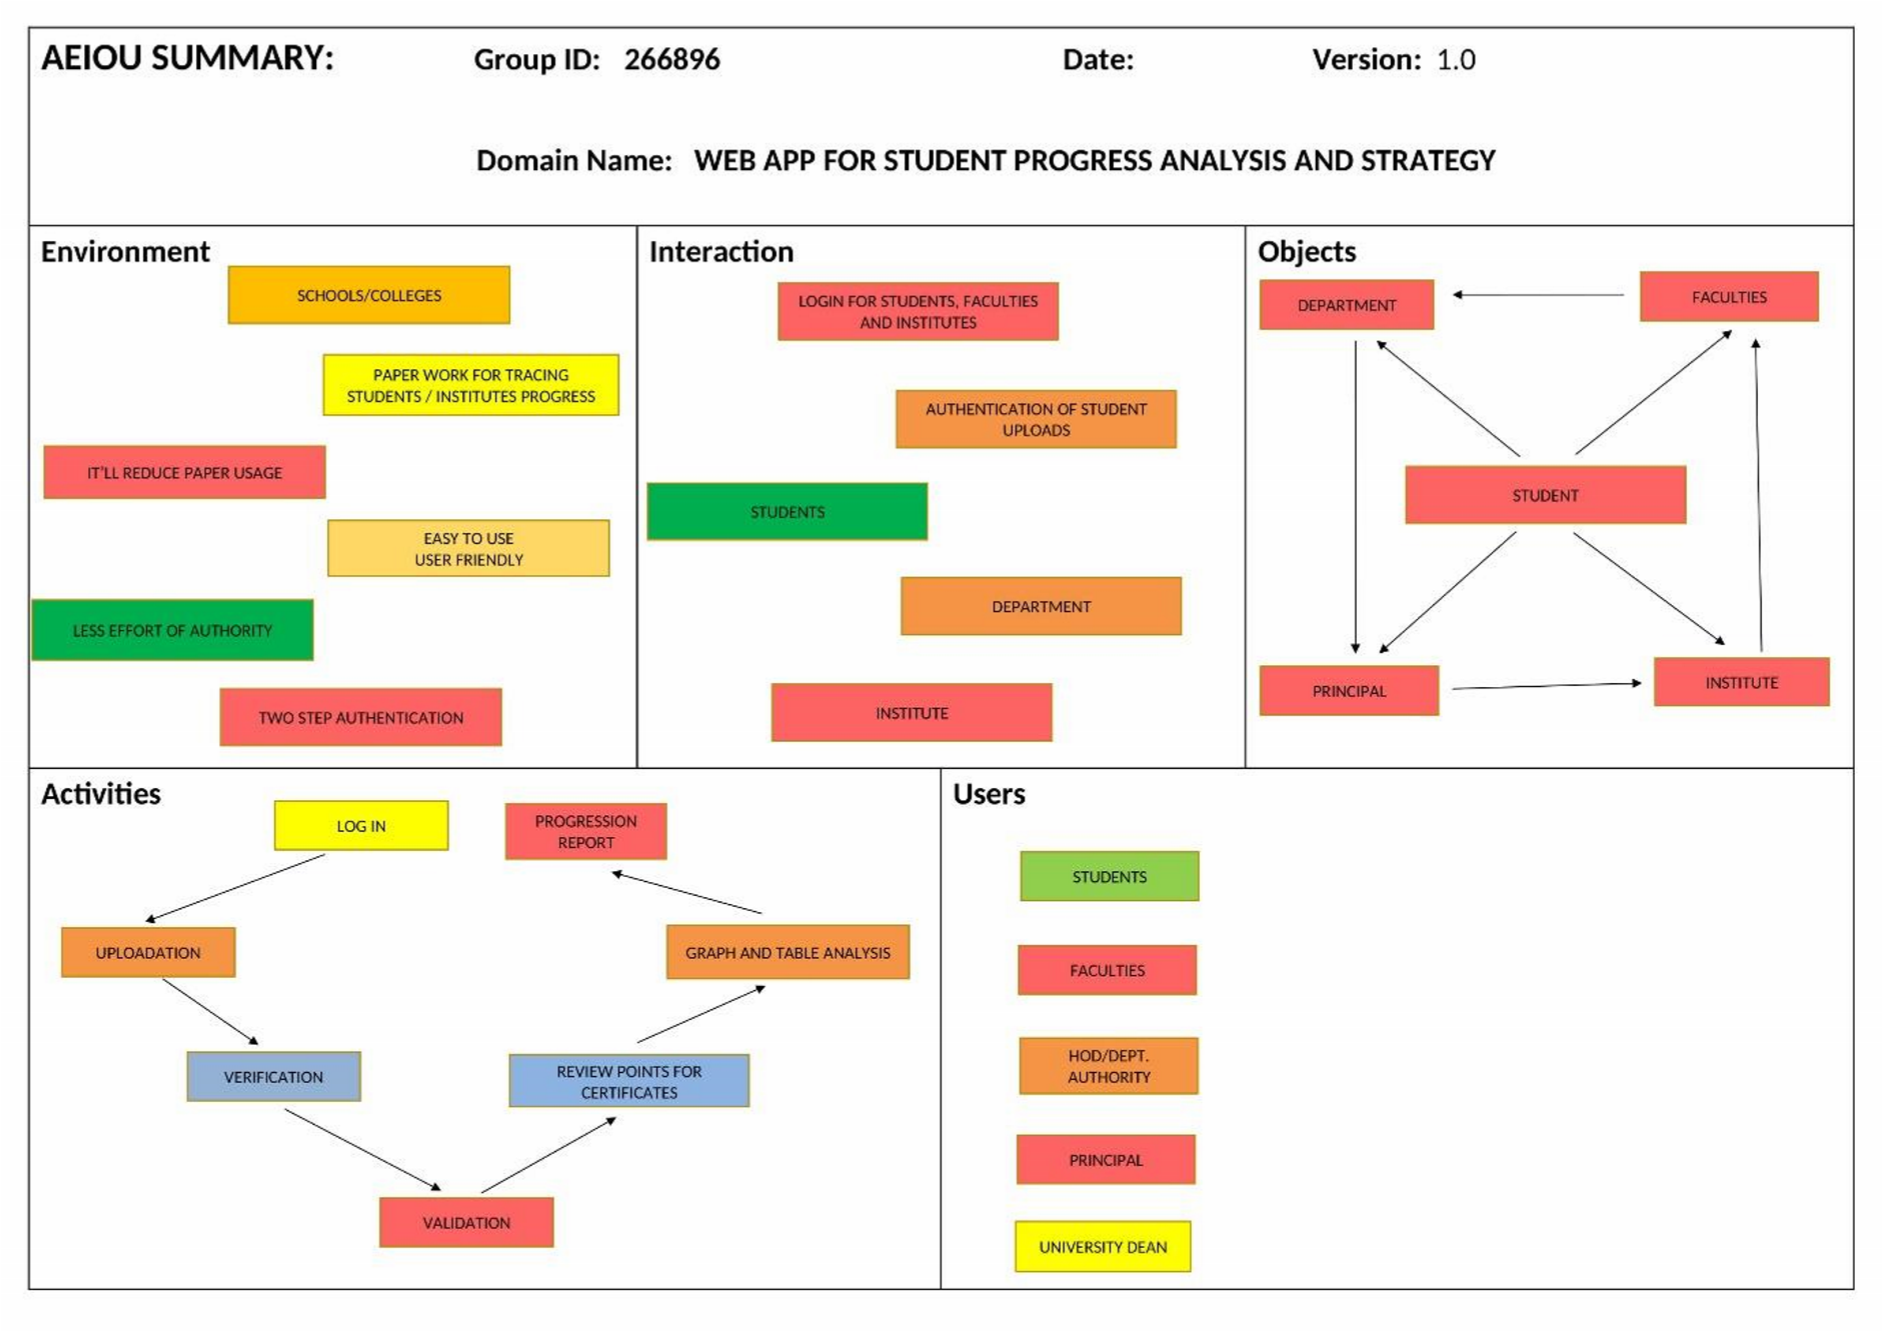 AEIOU SUMMARY: Group ID: 266896 Date: Version: 1.0
Domain Name: WEB APP FOR STUDENT PROGRESS ANALYSIS AND STRATEGY
Environment
SCHOOLS/COLLEGES
PAPER WORK FOR TRACING
STUDENTS / INSTITUTES PROGRESS
IT'LL REDUCE PAPER USAGE
EASY TO USE
USER FRIENDLY
LESS EFFORT OF AUTHORITY
TWO STEP AUTHENTICATION
Interaction
LOGIN FOR STUDENTS, FACULTIES
AND INSTITUTES
AUTHENTICATION OF STUDENT
UPLOADS
STUDENTS
DEPARTMENT
INSTITUTE
Objects
DEPARTMENT
FACULTIES
STUDENT
PRINCIPAL
INSTITUTE
Activities
LOG IN
PROGRESSION
REPORT
UPLOADATION
GRAPH AND TABLE ANALYSIS
VERIFICATION
REVIEW POINTS FOR
CERTIFICATES
VALIDATION
Users
STUDENTS
FACULTIES
HOD/DEPT.
AUTHORITY
PRINCIPAL
UNIVERSITY DEAN